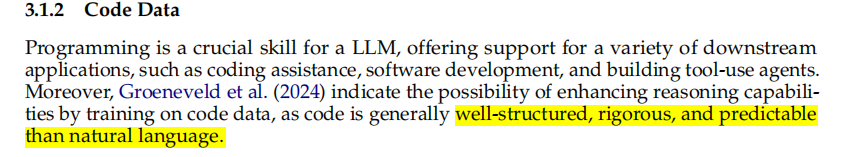 3.1.2 Code Data
Programming is a crucial skill for a LLM, offering support for a variety of downstream
applications, such as coding assistance, software development, and building tool-use agents.
Moreover, Groeneveld et al. (2024) indicate the possibility of enhancing reasoning capabili-
ties by training on code data, as code is generally well-structured, rigorous, and predictable
than natural language.